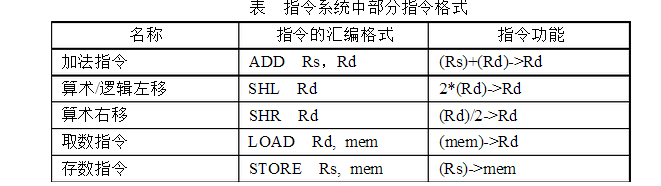 表 指令系统中部分指令格式
名称 指令的汇编格式 指令功能
加法指令 ADD Rs，Rd (Rs)+(Rd)->Rd
算术/逻辑左移 SHL Rd 2*(Rd)->Rd
算术右移 SHR Rd (Rd)/2->Rd
取数指令 LOAD Rd, mem (mem)->Rd
存数指令 STORE Rs, mem (Rs)->mem